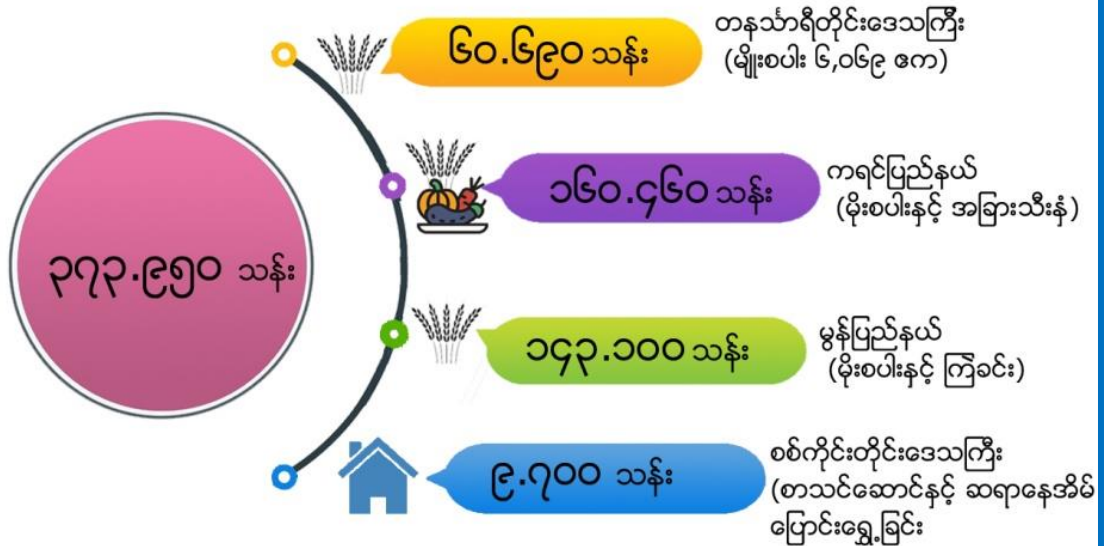 ၃၇၃.၉၅၀ သန်း
၆၀.၆၉၀ သန်း
တနင်္သာရီတိုင်းဒေသကြီး
(မျိုးစပါး ၆,၀၆၉ ဧက)
၁၆၀.၄၆၀ သန်း
ကရင်ပြည်နယ်
(မိုးစပါးနှင့် အခြားသီးနှံ)
၁၄၃.၁၀၀ သန်း
မွန်ပြည်နယ်
(မိုးစပါးနှင့် ကြဲခင်း)
၉.၇၀၀ သန်း
စစ်ကိုင်းတိုင်းဒေသကြီး
(စာသင်ဆောင်နှင့် ဆရာနေအိမ်
ပြောင်းရွှေ့ခြင်း